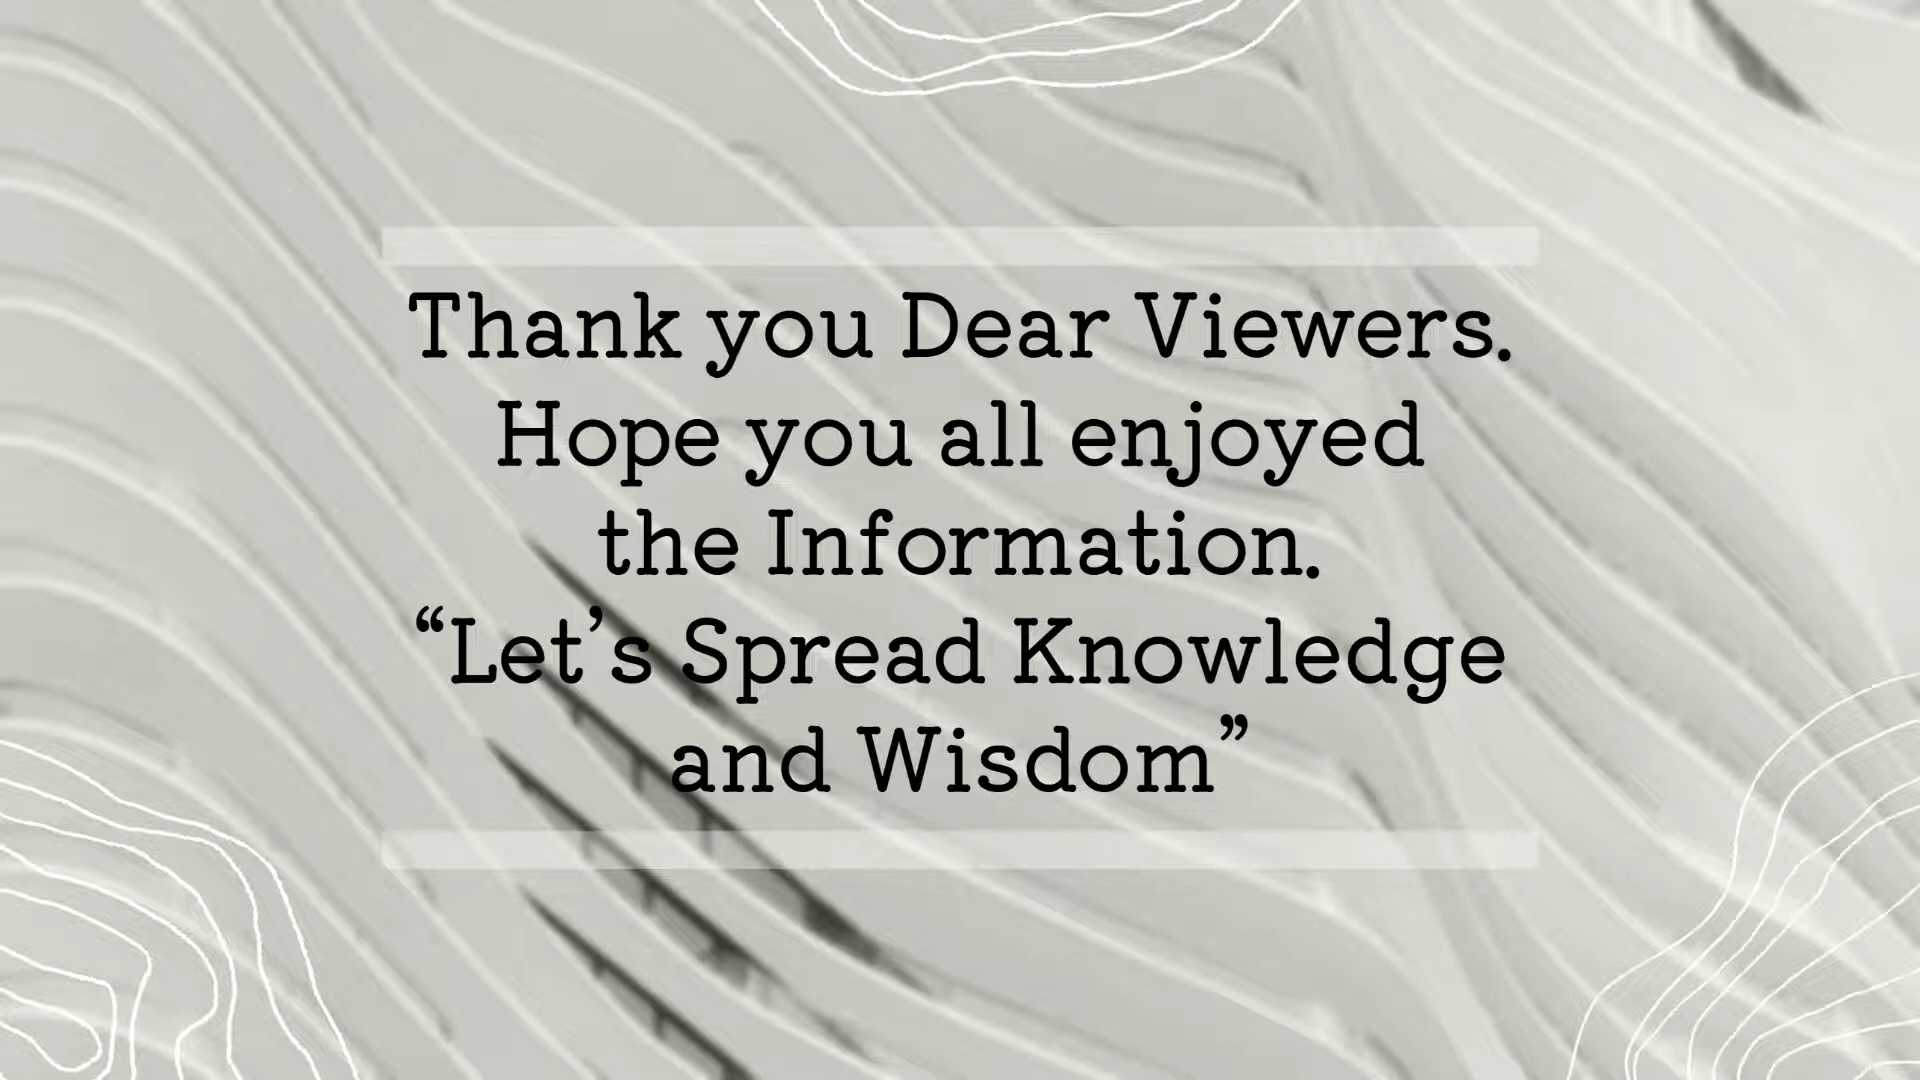 Thank you Dear Viewers.
Hope you all enjoyed
the Information.
“Let’s Spread Knowledge
and Wisdom”